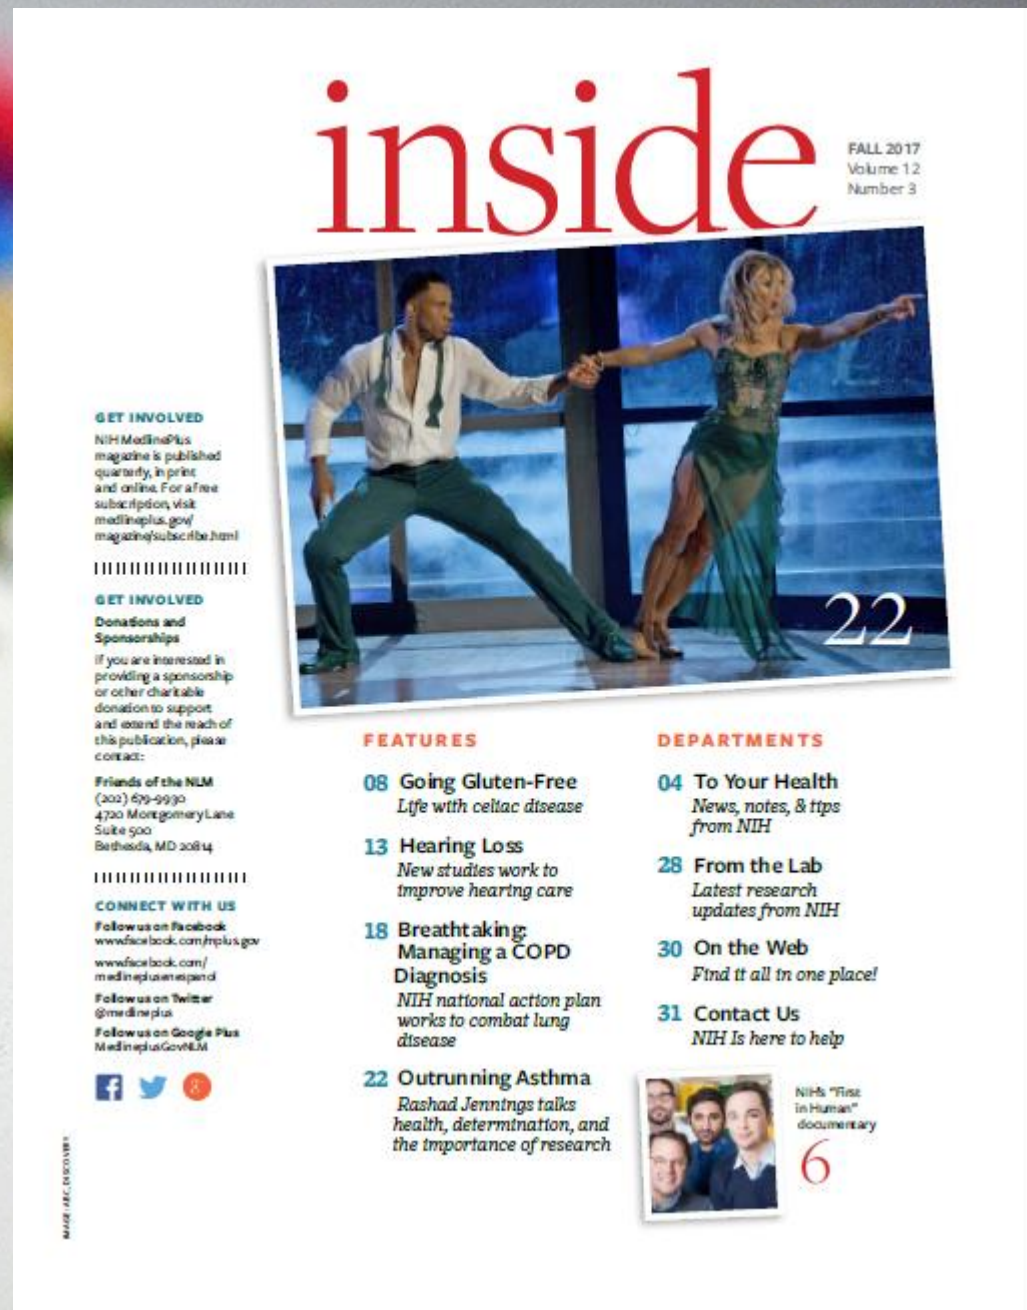 inside
FALL 2017
Volume 12
Number 3
22
GET INVOLVED
NIH MedlinePlus
magazine is published
quarterly, in print
and online. For a free
subscription, visit
medlineplus.gov/
magazine/subscribe.html
GET INVOLVED
Donations and
Sponsorships
If you are interested in
providing a sponsorship
or other charitable
donation to support
and extend the reach of
this publication, please
contact:
Friends of the NLM
(202) 679-9930
4720 Montgomery Lane
Suite 500
Bethesda, MD 20814
CONNECT WITH US
Follow us on Facebook
www.facebook.com/mplus.gov
www.facebook.com/
medlineplusenespanol
Follow us on Twitter
@medlineplus
Follow us on Google Plus
MedlineplusGovNLM
IMAGE: ABC, DISCOVERY
FEATURES
08 Going Gluten-Free
Life with celiac disease
13 Hearing Loss
New studies work to
improve hearing care
18 Breathtaking:
Managing a COPD
Diagnosis
NIH national action plan
works to combat lung
disease
22 Outrunning Asthma
Rashad Jennings talks
health, determination, and
the importance of research
DEPARTMENTS
04 To Your Health
News, notes, & tips
from NIH
28 From the Lab
Latest research
updates from NIH
30 On the Web
Find it all in one place!
31 Contact Us
NIH Is here to help
NIH's "First
in Human"
documentary
6